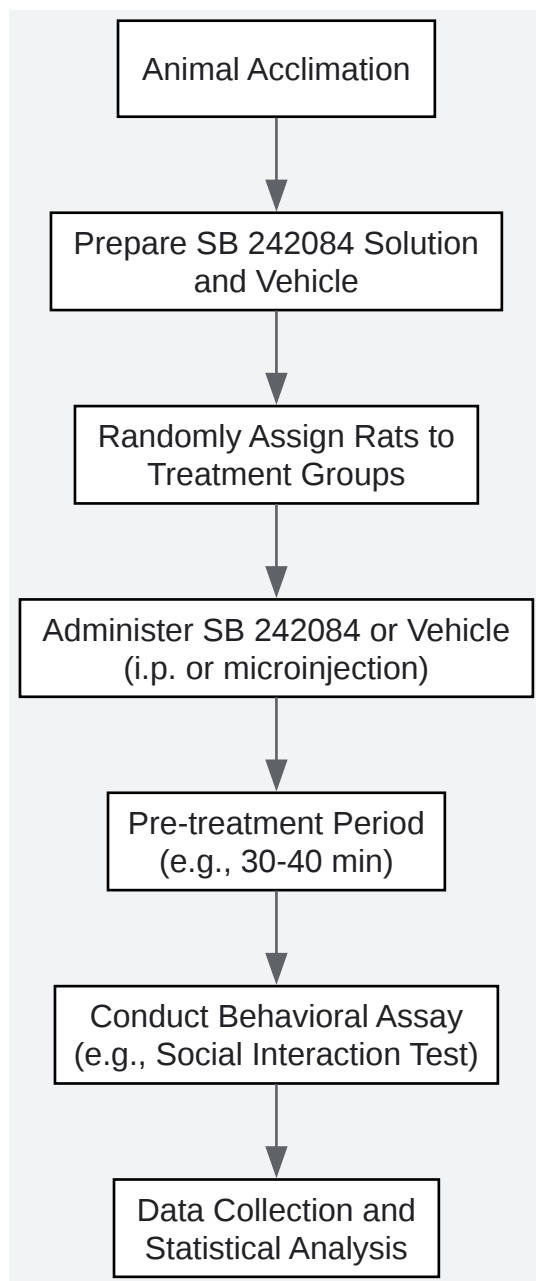 Animal Acclimation
Prepare SB 242084 Solution
and Vehicle
Randomly Assign Rats to
Treatment Groups
Administer SB 242084 or Vehicle
(i.p. or microinjection)
Pre-treatment Period
(e.g., 30-40 min)
Conduct Behavioral Assay
(e.g., Social Interaction Test)
Data Collection and
Statistical Analysis